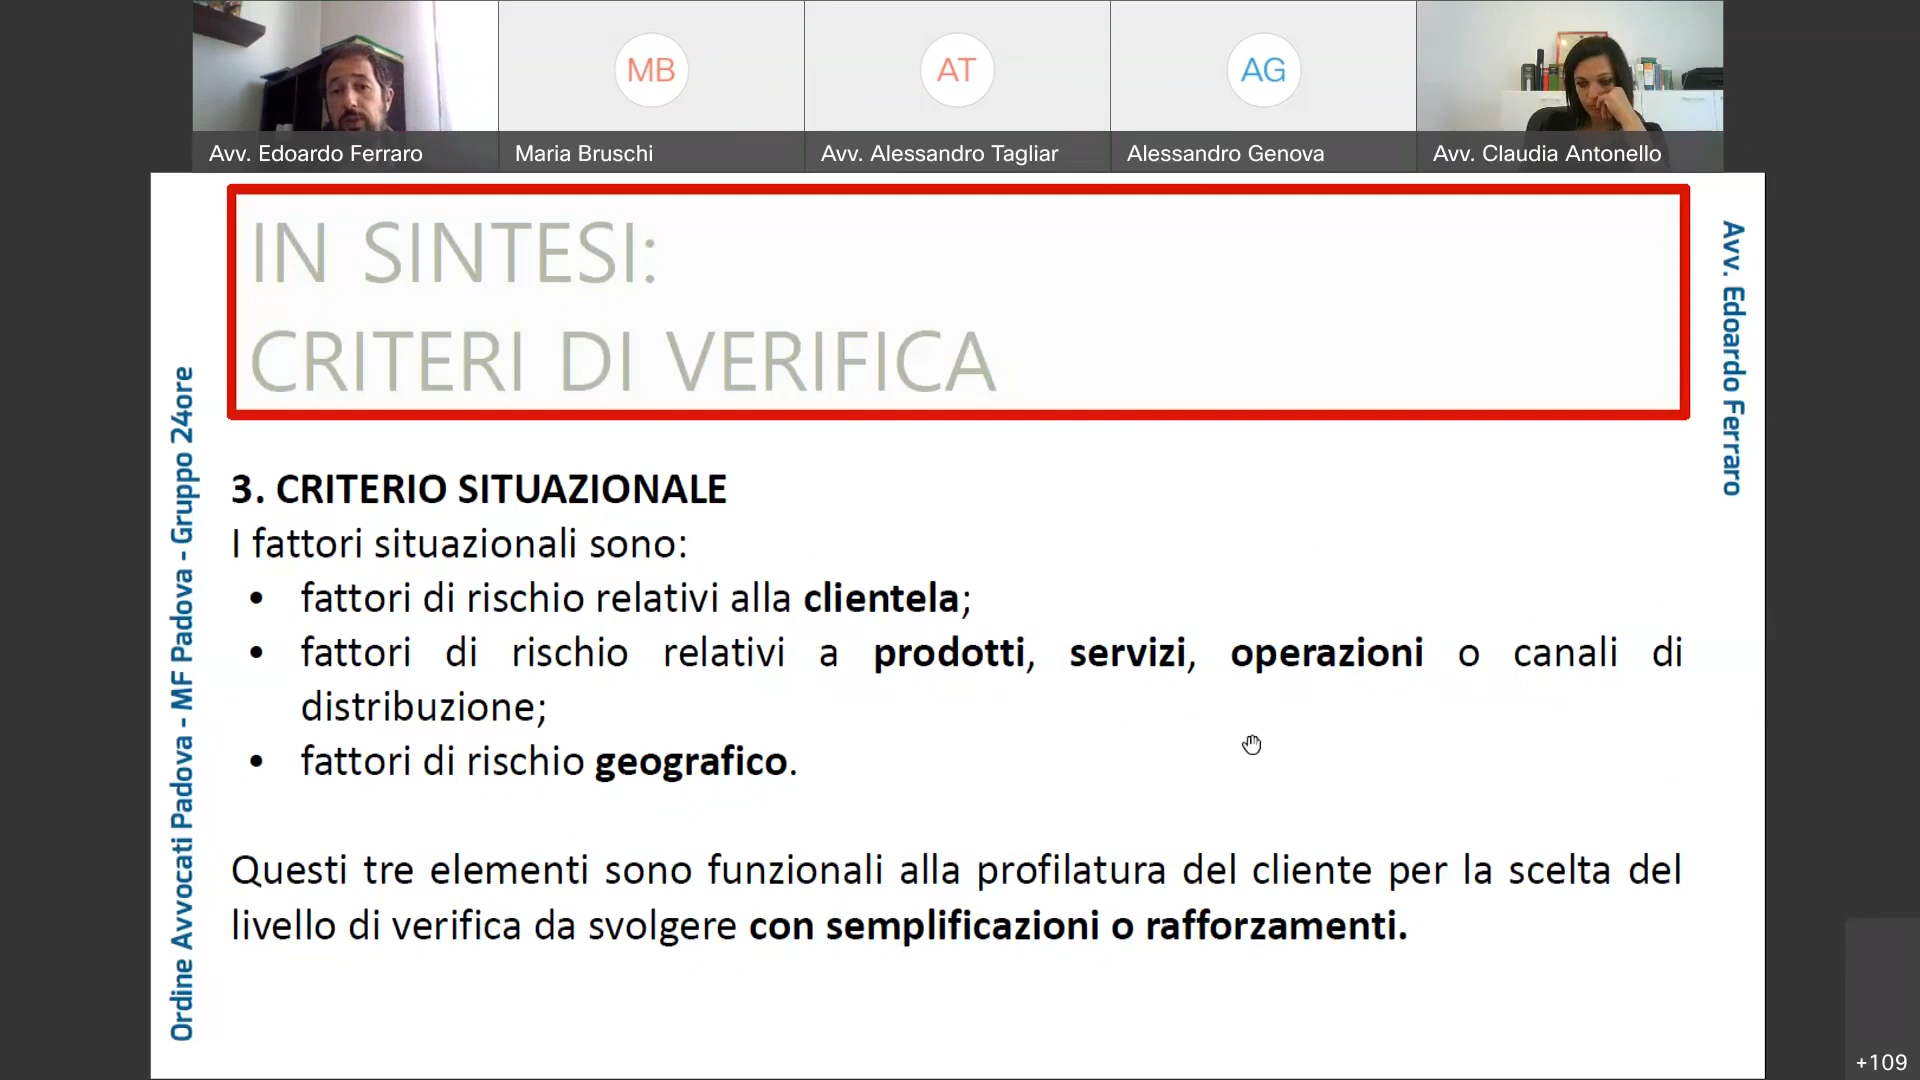 MB
AT
AG
Avv. Edoardo Ferraro
Maria Bruschi
Avv. Alessandro Tagliar
Alessandro Genova
Avv. Claudia Antonello
IN SINTESI:
CRITERI DI VERIFICA
Avv. Edoardo Ferraro
Ordine Avvocati Padova - MF Padova - Gruppo 24ore
3. CRITERIO SITUAZIONALE
I fattori situazionali sono:
• fattori di rischio relativi alla clientela;
• fattori di rischio relativi a prodotti, servizi, operazioni o canali di
distribuzione;
• fattori di rischio geografico.
Questi tre elementi sono funzionali alla profilatura del cliente per la scelta del
livello di verifica da svolgere con semplificazioni o rafforzamenti.
+109